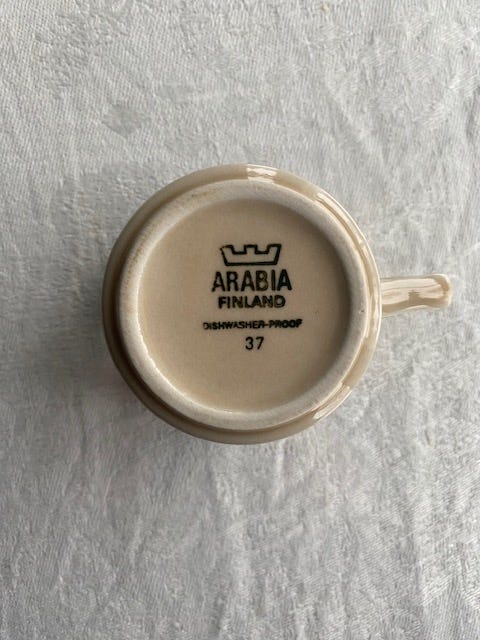 ARABIA
FINLAND
DISHWASHER-PROOF
37